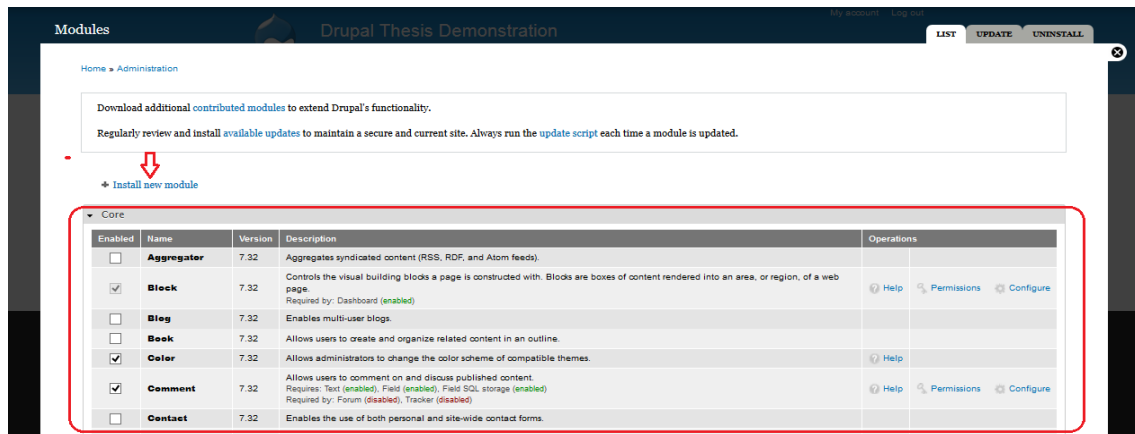 My account Log out
Modules
Drupal Thesis Demonstration
LIST UPDATE UNINSTALL
Home » Administration
Download additional contributed modules to extend Drupal's functionality.
Regularly review and install available updates to maintain a secure and current site. Always run the update script each time a module is updated.
+ Install new module
Core
Enabled Name Version Description Operations
Aggregator 7.32 Aggregates syndicated content (RSS, RDF, and Atom feeds).
Controls the visual building blocks a page is constructed with. Blocks are boxes of content rendered into an area, or region, of a web
Block 7.32 page. Help Permissions Configure
Required by: Dashboard (enabled)
Blog 7.32 Enables multi-user blogs.
Book 7.32 Allows users to create and organize related content in an outline.
Color 7.32 Allows administrators to change the color scheme of compatible themes. Help
Allows users to comment on and discuss published content.
Comment 7.32 Requires: Text (enabled), Field (enabled), Field SQL storage (enabled) Help Permissions Configure
Required by: Forum (disabled), Tracker (disabled)
Contact 7.32 Enables the use of both personal and site-wide contact forms.